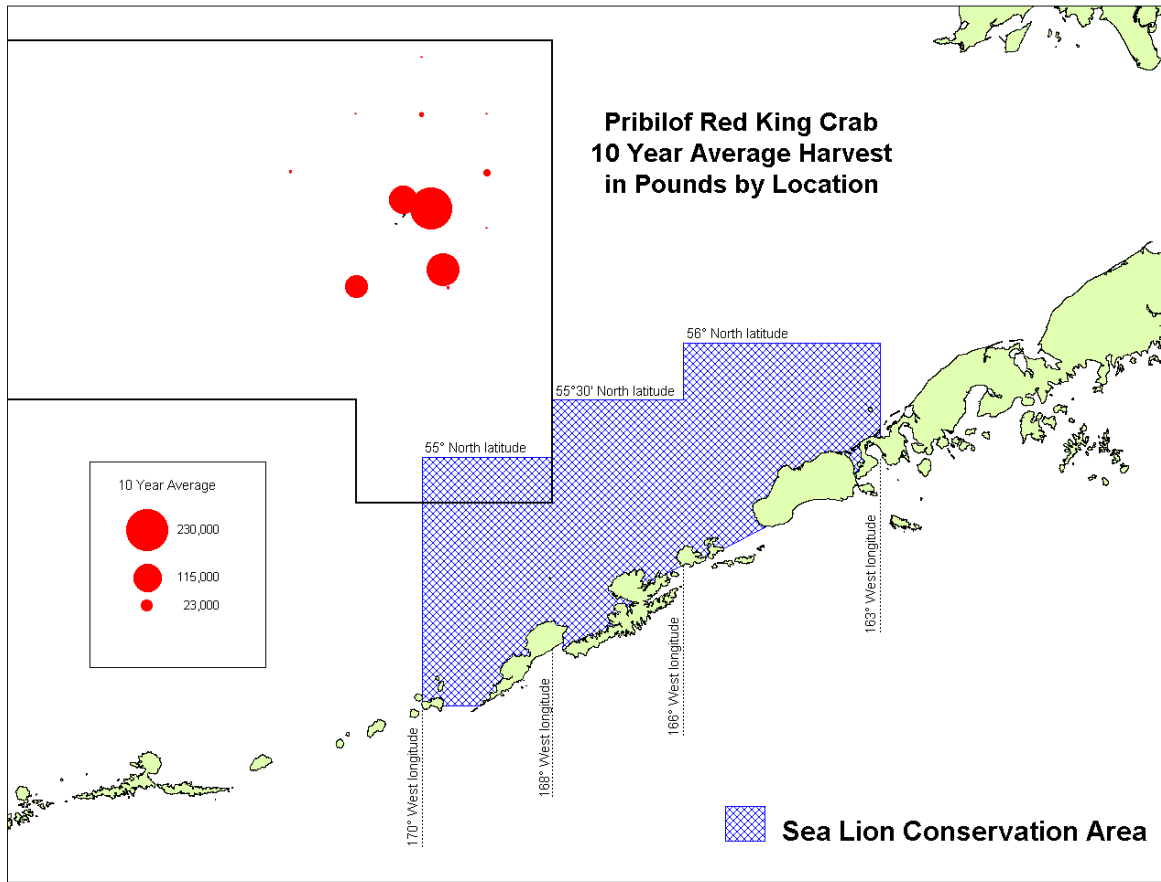 Pribilof Red King Crab
10 Year Average Harvest
in Pounds by Location
56° North latitude
55°30' North latitude
55° North latitude
10 Year Average
230,000
115,000
23,000
163° West longitude
166° West longitude
168° West longitude
170° West longitude
Sea Lion Conservation Area